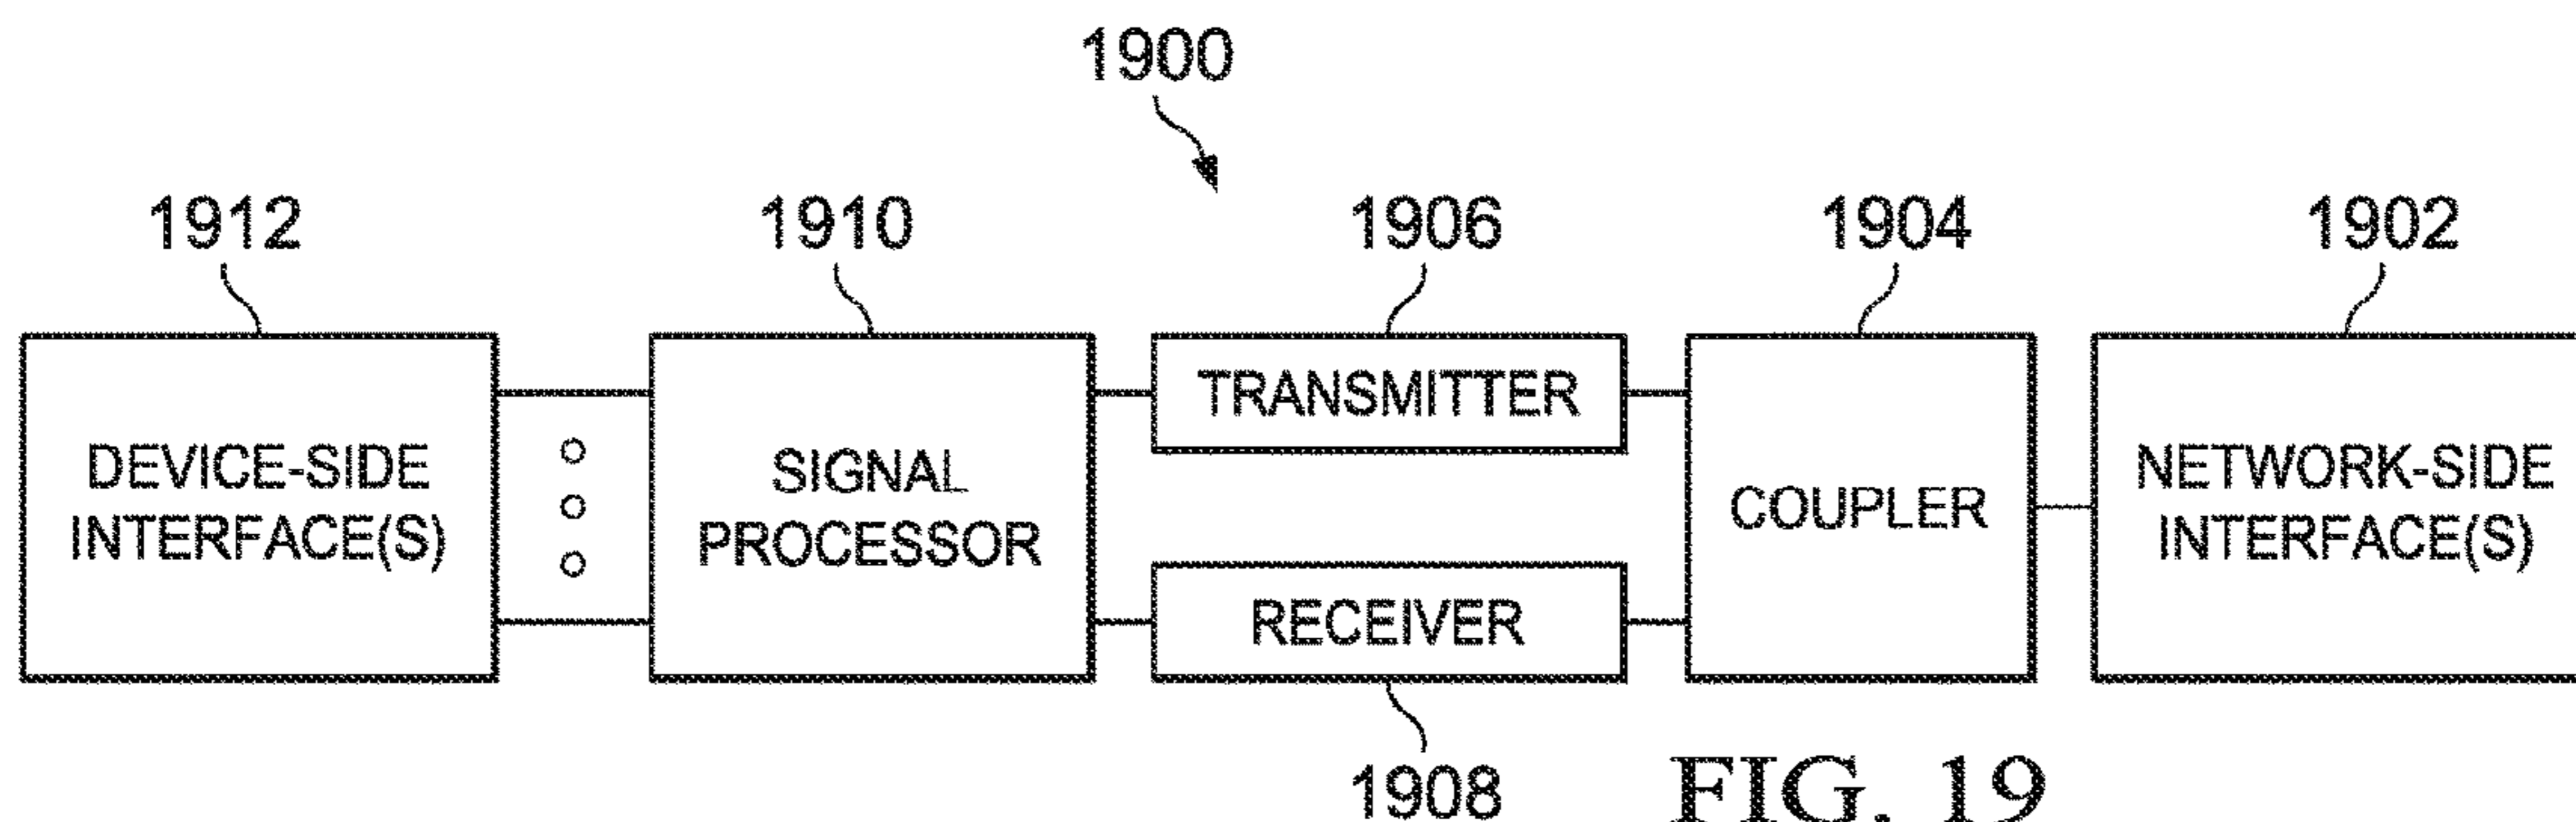 1900
1912 1910 1906 1904 1902
TRANSMITTER
DEVICE-SIDE INTERFACE(S)
SIGNAL PROCESSOR
COUPLER
NETWORK-SIDE INTERFACE(S)
RECEIVER
1908
FIG. 19